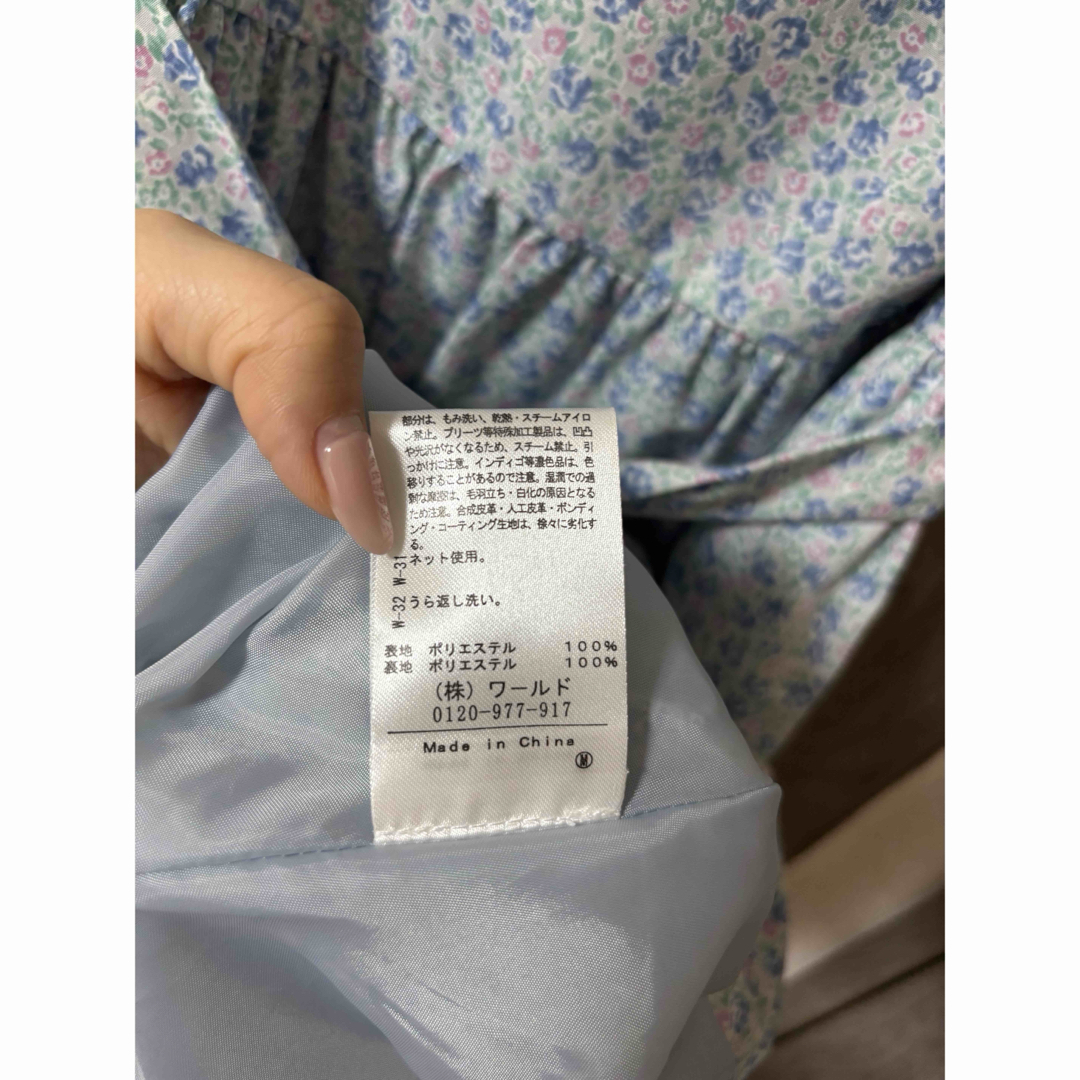 部分は、もみ洗い、乾熱・スチームアイロ
ン禁止。プリーツ等特殊加工製品は、凹凸
や光沢がなくなるため、スチーム禁止。引
っかけに注意。インディゴ等濃色品は、色
移りすることがあるので注意。湿潤での過
剰な摩擦は、毛羽立ち・白化の原因となる
ため注意。合成皮革・人工皮革・ボンディ
ング・コーティング生地は、徐々に劣化す
る。
W-31 ネット使用。
W-32 うら返し洗い。
表地 ポリエステル 100%
裏地 ポリエステル 100%
(株)ワールド
0120-977-917
Made in China
Ⓜ